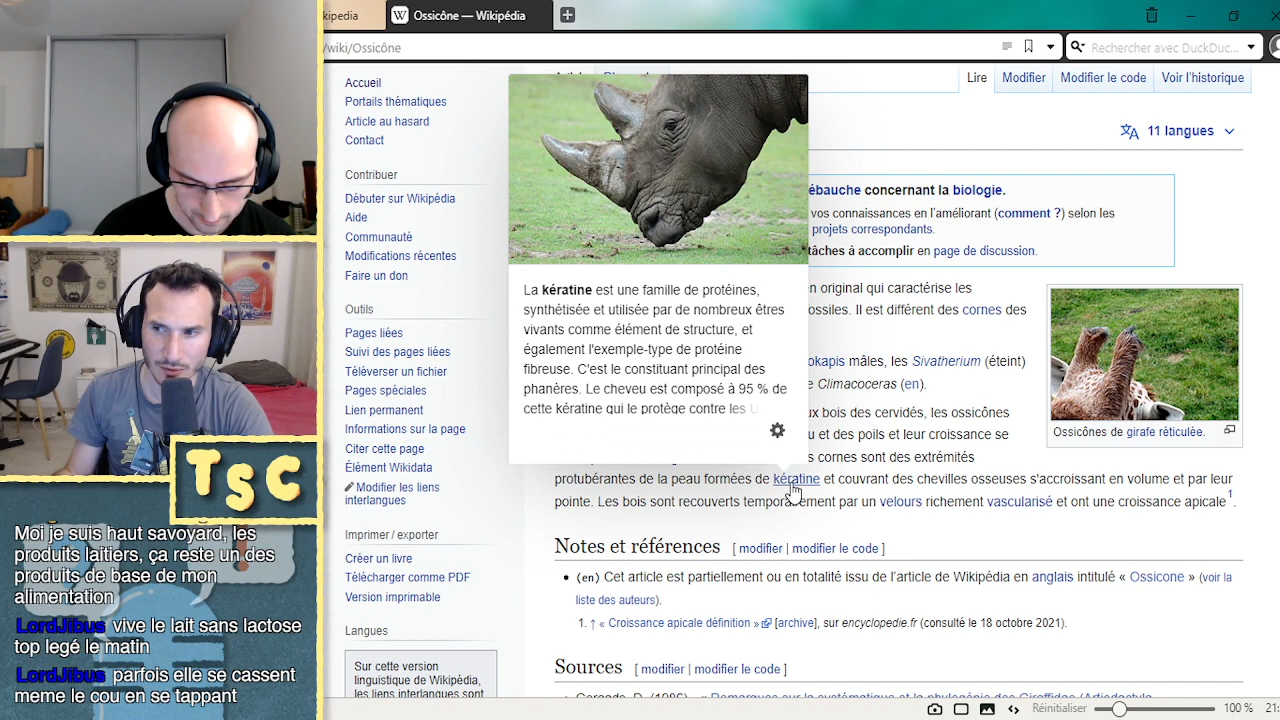 kipedia
W Ossicône — Wikipédia
/wiki/Ossicône
Rechercher avec DuckDuc...
Accueil
Portails thématiques
Article au hasard
Contact
Contribuer
Débuter sur Wikipédia
Aide
Communauté
Modifications récentes
Faire un don
Outils
Pages liées
Suivi des pages liées
Téléverser un fichier
Pages spéciales
Lien permanent
Informations sur la page
Citer cette page
Élément Wikidata
Modifier les liens
interlangues
Imprimer / exporter
Créer un livre
Télécharger comme PDF
Version imprimable
Langues
Sur cette version
linguistique de Wikipédia,
les liens interlangues sont
Lire
Modifier
Modifier le code
Voir l'historique
11 langues
ébauche concernant la biologie.
vos connaissances en l'améliorant (comment ?) selon les
projets correspondants.
tâches à accomplir en page de discussion.
La kératine est une famille de protéines,
synthétisée et utilisée par de nombreux êtres
vivants comme élément de structure, et
également l'exemple-type de protéine
fibreuse. C'est le constituant principal des
phanères. Le cheveu est composé à 95 % de
cette kératine qui le protège contre les
n original qui caractérise les
ossiles. Il est différent des cornes des
okapis mâles, les Sivatherium (éteint)
e Climacoceras (en).
ux bois des cervidés, les ossicônes
u et des poils et leur croissance se
s cornes sont des extrémités
protubérantes de la peau formées de kératine et couvrant des chevilles osseuses s'accroissant en volume et par leur
pointe. Les bois sont recouverts temporairement par un velours richement vascularisé et ont une croissance apicale1.
Ossicônes de girafe réticulée.
Notes et références [ modifier | modifier le code ]
(en) Cet article est partiellement ou en totalité issu de l'article de Wikipédia en anglais intitulé « Ossicone » (voir la
liste des auteurs).
1. ↑ « Croissance apicale définition » [archive], sur encyclopedie.fr (consulté le 18 octobre 2021).
Sources [ modifier | modifier le code ]
Réinitialiser
100 %
21:
TSC
Moi je suis haut savoyard, les
produits laitiers, ça reste un des
produits de base de mon
alimentation
LordJibus vive le lait sans lactose
top legé le matin
LordJibus parfois elle se cassent
meme le cou en se tappant